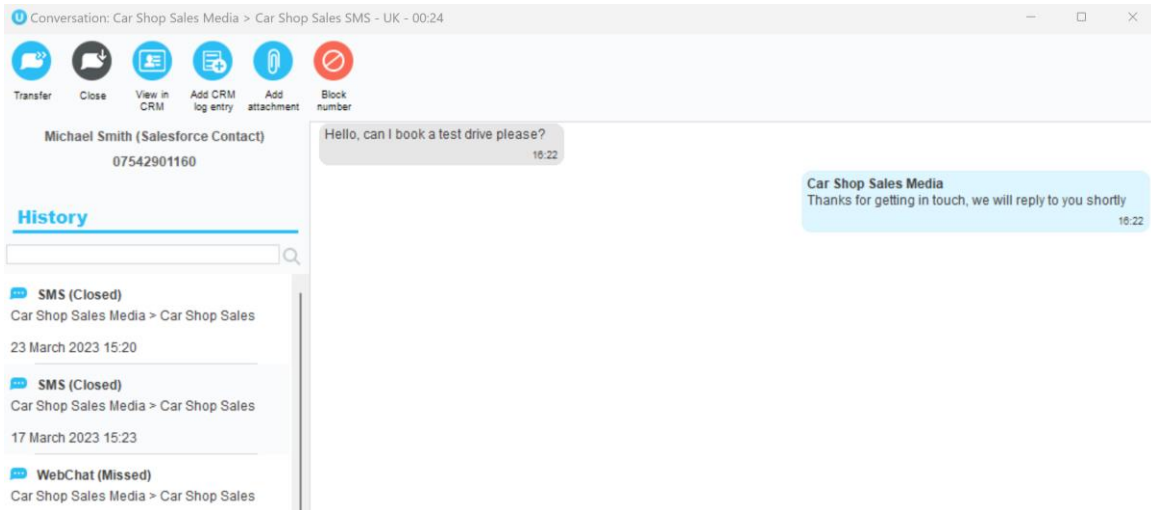 Conversation: Car Shop Sales Media > Car Shop Sales SMS - UK - 00:24
Transfer
Close
View in
CRM
Add CRM
log entry
Add
attachment
Block
number
Michael Smith (Salesforce Contact)
07542901160
History
SMS (Closed)
Car Shop Sales Media > Car Shop Sales
23 March 2023 15:20
SMS (Closed)
Car Shop Sales Media > Car Shop Sales
17 March 2023 15:23
WebChat (Missed)
Car Shop Sales Media > Car Shop Sales
Hello, can I book a test drive please?
16:22
Car Shop Sales Media
Thanks for getting in touch, we will reply to you shortly
16:22